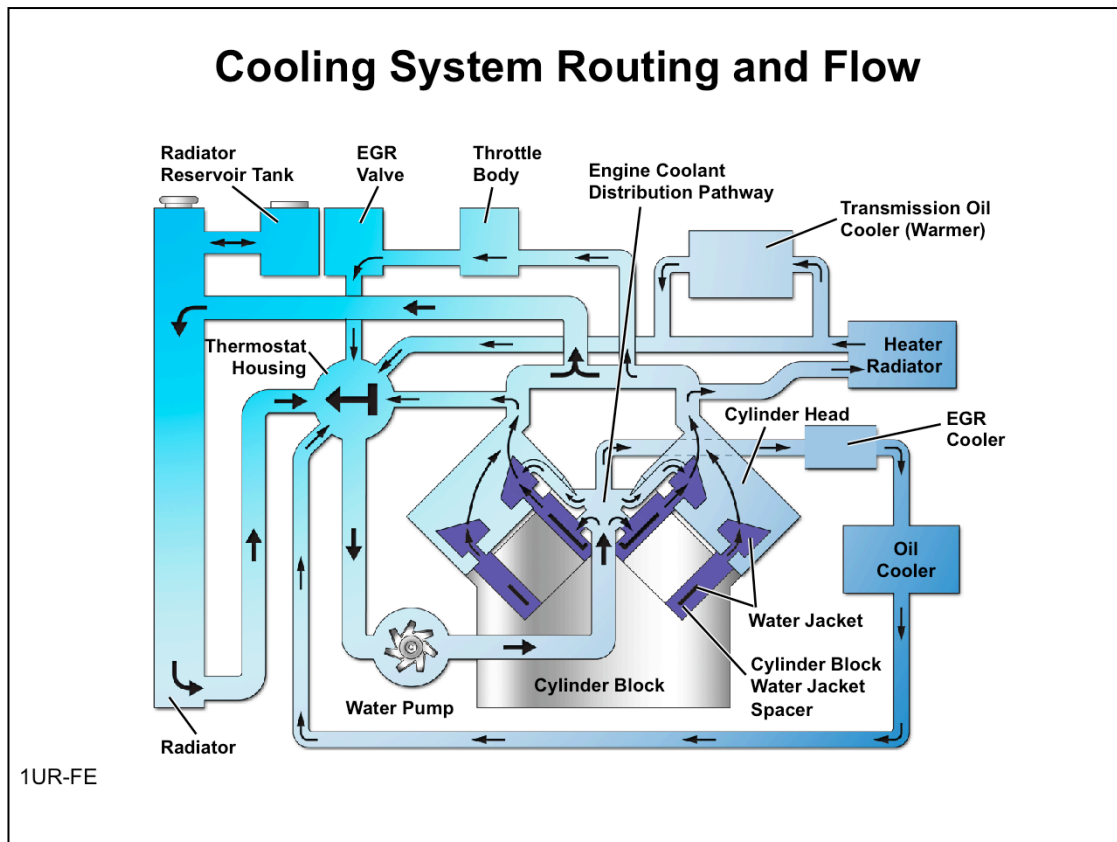 Cooling System Routing and Flow
Radiator
Reservoir Tank
EGR
Valve
Throttle
Body
Engine Coolant
Distribution Pathway
Transmission Oil
Cooler (Warmer)
Thermostat
Housing
Heater
Radiator
Cylinder Head
EGR
Cooler
Oil
Cooler
Water Jacket
Cylinder Block
Water Jacket
Spacer
Cylinder Block
Water Pump
Radiator
1UR-FE